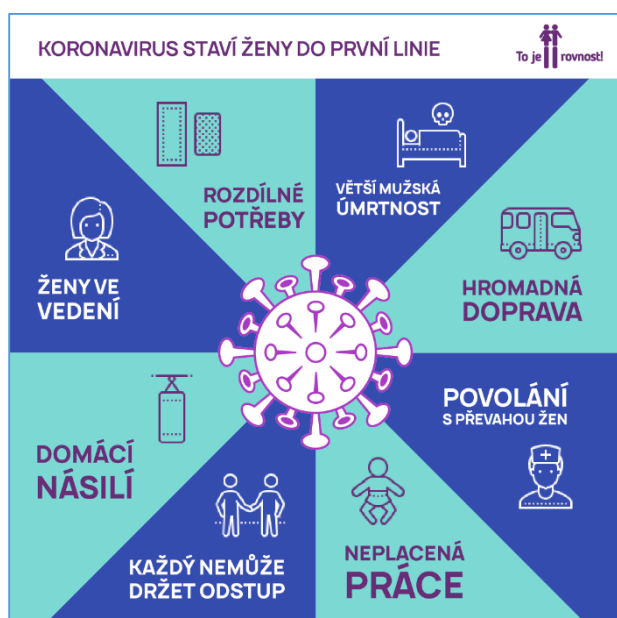 KORONAVIRUS STAVÍ ŽENY DO PRVNÍ LINIE
To je rovnost!
ROZDÍLNÉ
POTŘEBY
VĚTŠÍ MUŽSKÁ
ÚMRTNOST
ŽENY VE
VEDENÍ
HROMADNÁ
DOPRAVA
DOMÁCÍ
NÁSILÍ
POVOLÁNÍ
S PŘEVAHOU ŽEN
KAŽDÝ NEMŮŽE
DRŽET ODSTUP
NEPLACENÁ
PRÁCE